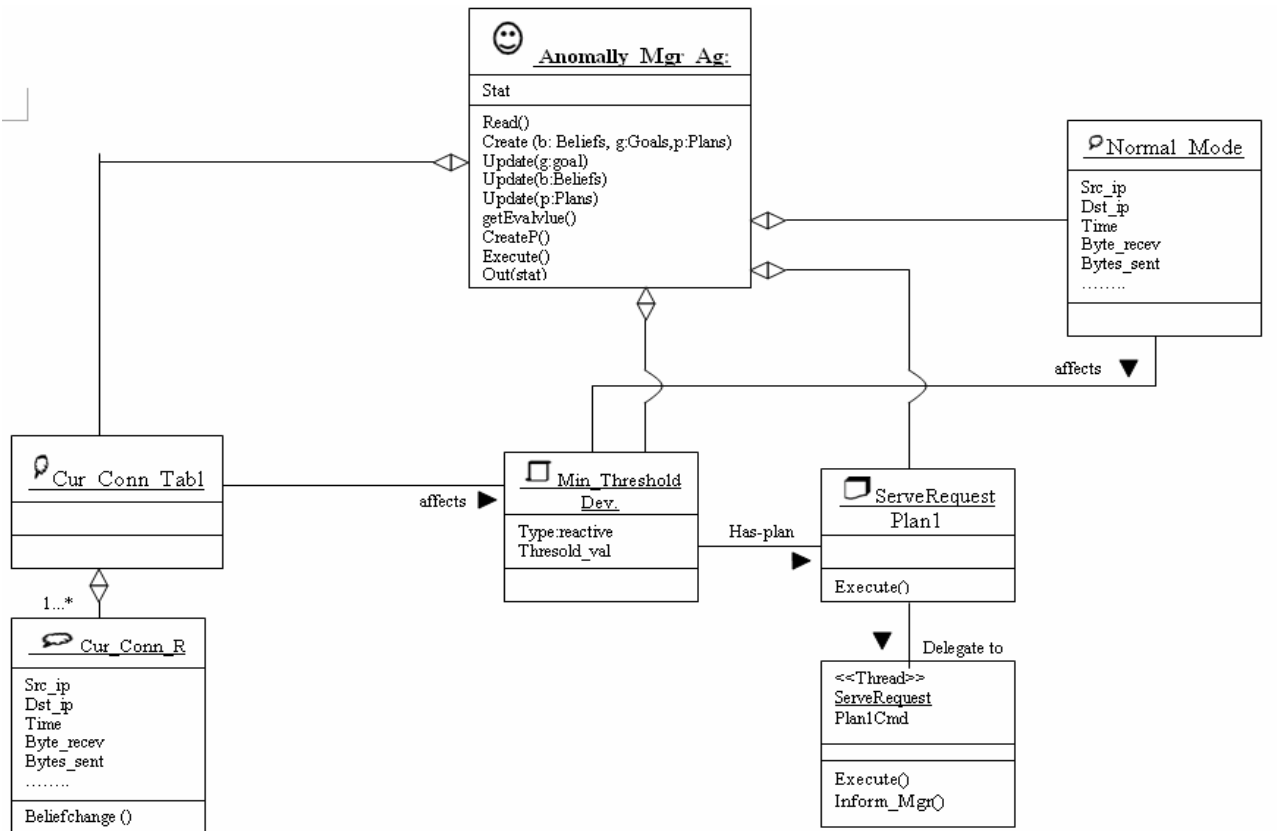 Anomally_Mgr_Ag:
Stat
Read()
Create (b: Beliefs, g:Goals,p:Plans)
Update(g:goal)
Update(b:Beliefs)
Update(p:Plans)
getEvalvlue()
CreateP()
Execute()
Out(stat)
Normal_Mode
Src_ip
Dst_ip
Time
Byte_recev
Bytes_sent
........
affects
Cur_Conn_Tabl
affects
Min_Threshold
Dev.
Type:reactive
Thresold_val
Has-plan
ServeRequest
Plan1
Execute()
1...*
Cur_Conn_R
Src_ip
Dst_ip
Time
Byte_recev
Bytes_sent
........
Beliefchange ()
Delegate to
<<Thread>>
ServeRequest
Plan1Cmd
Execute()
Inform_Mgr()